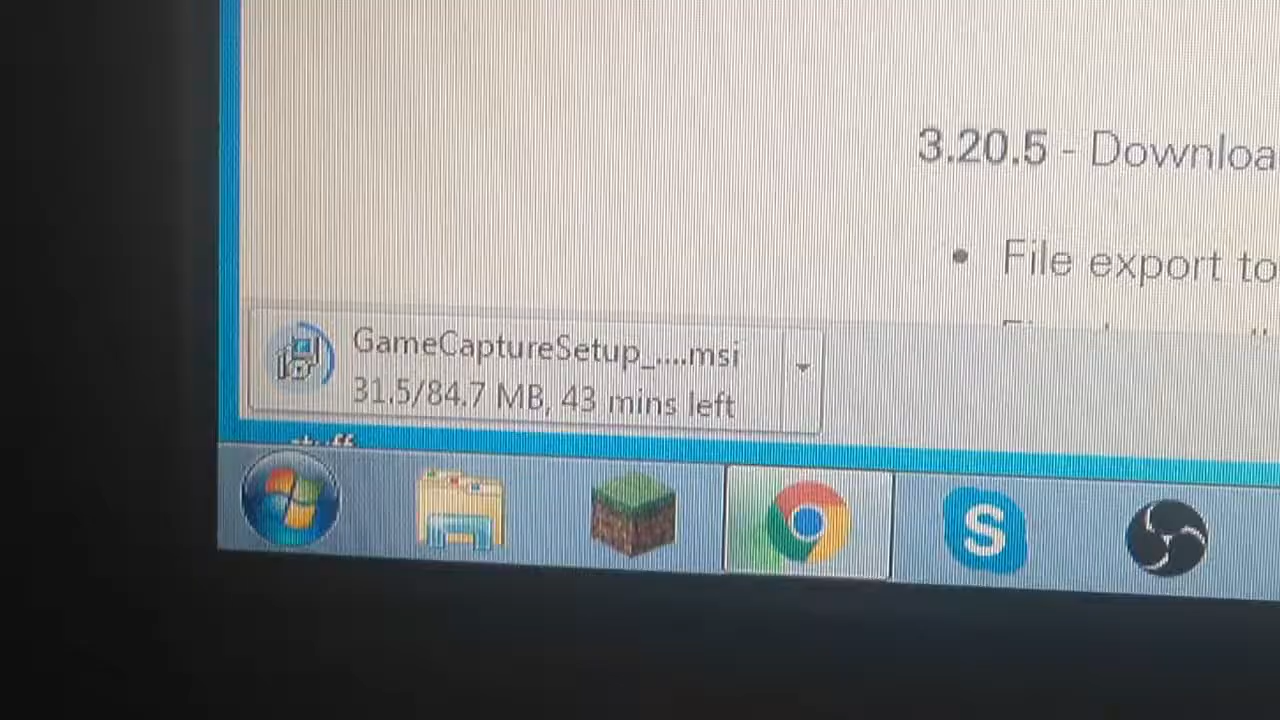 3.20.5 - Downloa
• File export to
GameCaptureSetup_....msi
31.5/84.7 MB, 43 mins left
S